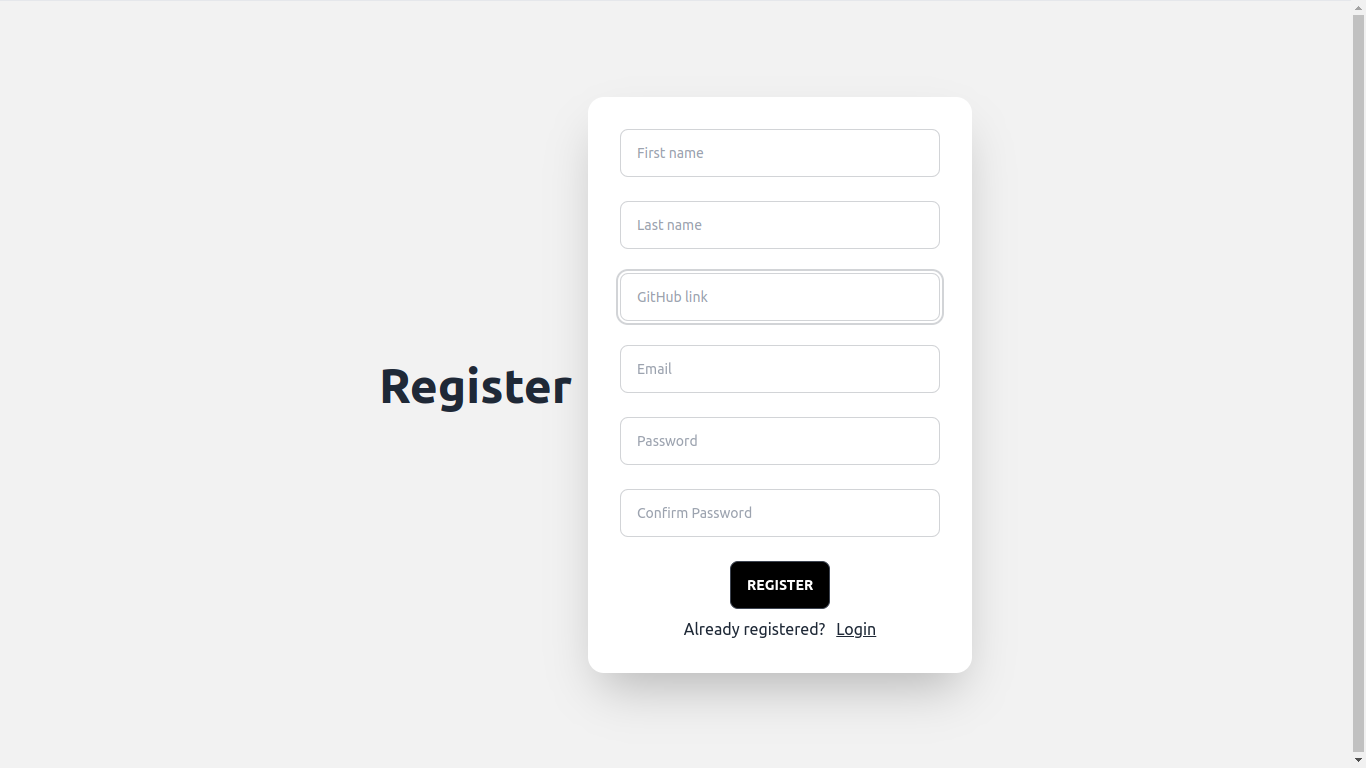 Register
First name
Last name
GitHub link
Email
Password
Confirm Password
REGISTER
Already registered? Login